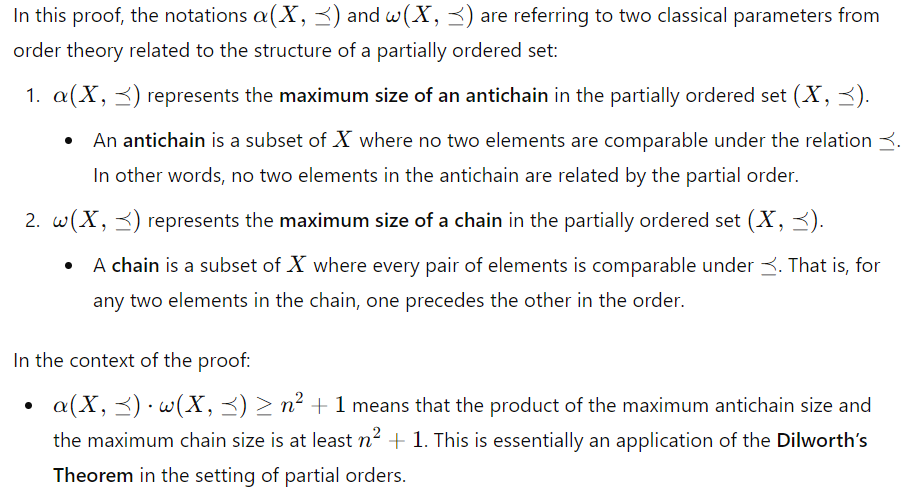 In this proof, the notations α(X, ⪯) and ω(X, ⪯) are referring to two classical parameters from
order theory related to the structure of a partially ordered set:
1. α(X, ⪯) represents the maximum size of an antichain in the partially ordered set (X, ⪯).
• An antichain is a subset of X where no two elements are comparable under the relation ⪯.
In other words, no two elements in the antichain are related by the partial order.
2. ω(X, ⪯) represents the maximum size of a chain in the partially ordered set (X, ⪯).
• A chain is a subset of X where every pair of elements is comparable under ⪯. That is, for
any two elements in the chain, one precedes the other in the order.
In the context of the proof:
• α(X, ⪯) · ω(X, ⪯) ≥ n² + 1 means that the product of the maximum antichain size and
the maximum chain size is at least n² + 1. This is essentially an application of the Dilworth’s
Theorem in the setting of partial orders.